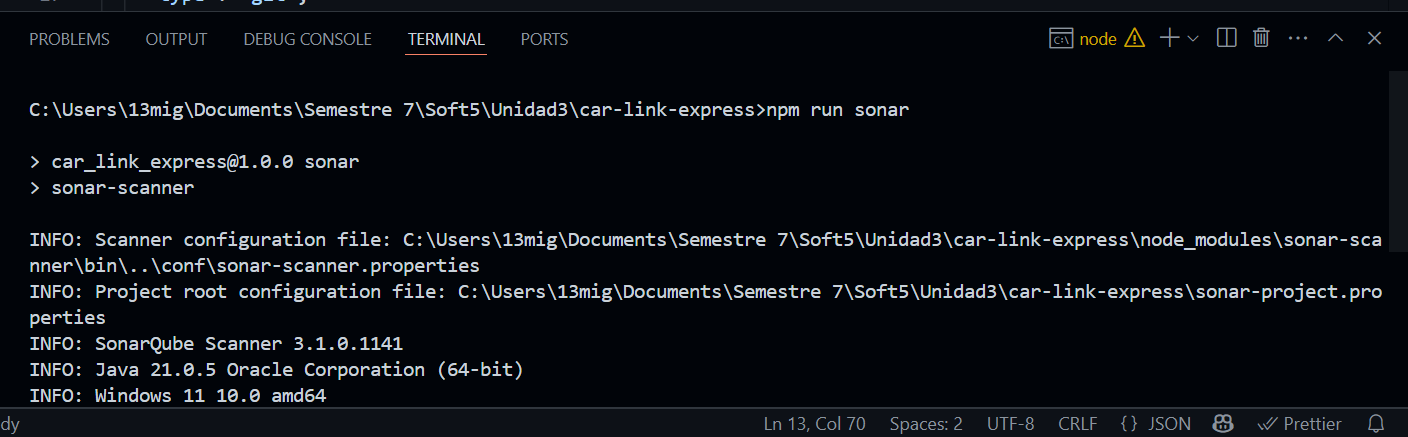 PROBLEMS OUTPUT DEBUG CONSOLE TERMINAL PORTS node
C:\Users\13mig\Documents\Semestre 7\Soft5\Unidad3\car-link-express>npm run sonar
> car_link_express@1.0.0 sonar
> sonar-scanner
INFO: Scanner configuration file: C:\Users\13mig\Documents\Semestre 7\Soft5\Unidad3\car-link-express\node_modules\sonar-sca
nner\bin\..\conf\sonar-scanner.properties
INFO: Project root configuration file: C:\Users\13mig\Documents\Semestre 7\Soft5\Unidad3\car-link-express\sonar-project.pro
perties
INFO: SonarQube Scanner 3.1.0.1141
INFO: Java 21.0.5 Oracle Corporation (64-bit)
INFO: Windows 11 10.0 amd64
dy Ln 13, Col 70 Spaces: 2 UTF-8 CRLF {} JSON Prettier